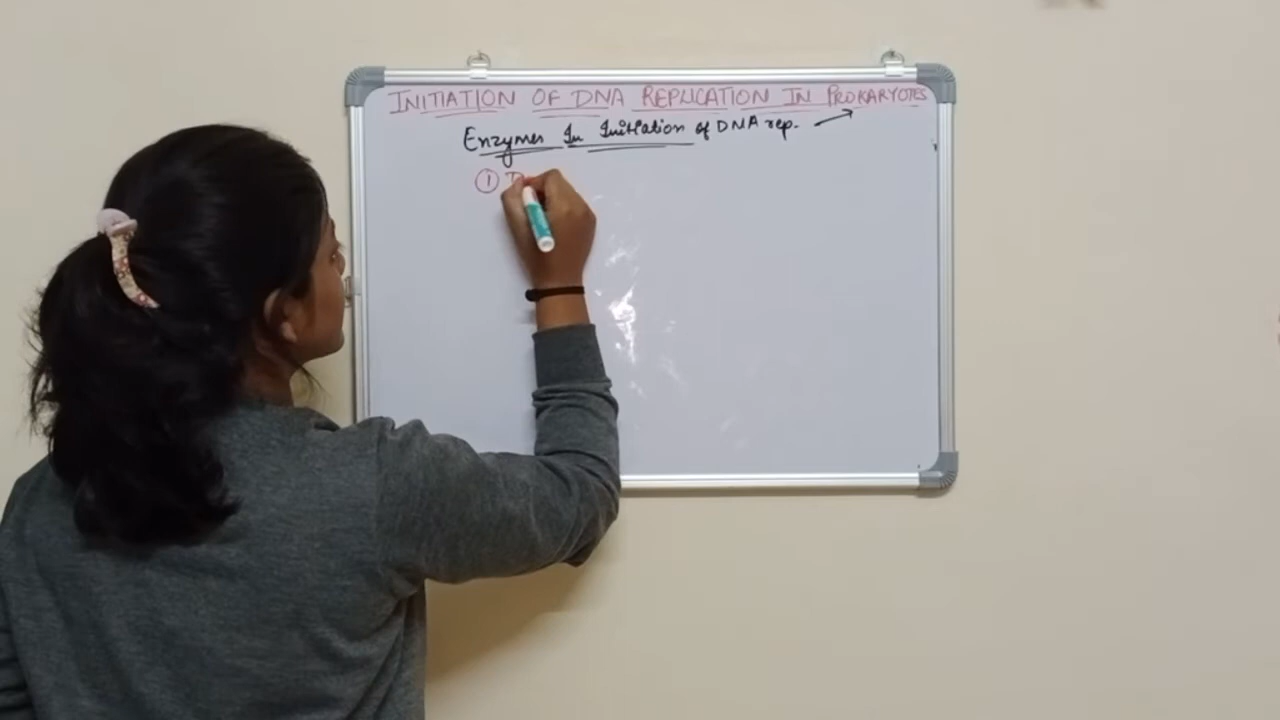 INITIATION OF DNA REPLICATION IN PROKARYOTES
Enzymes In Initiation of DNA rep.
① D